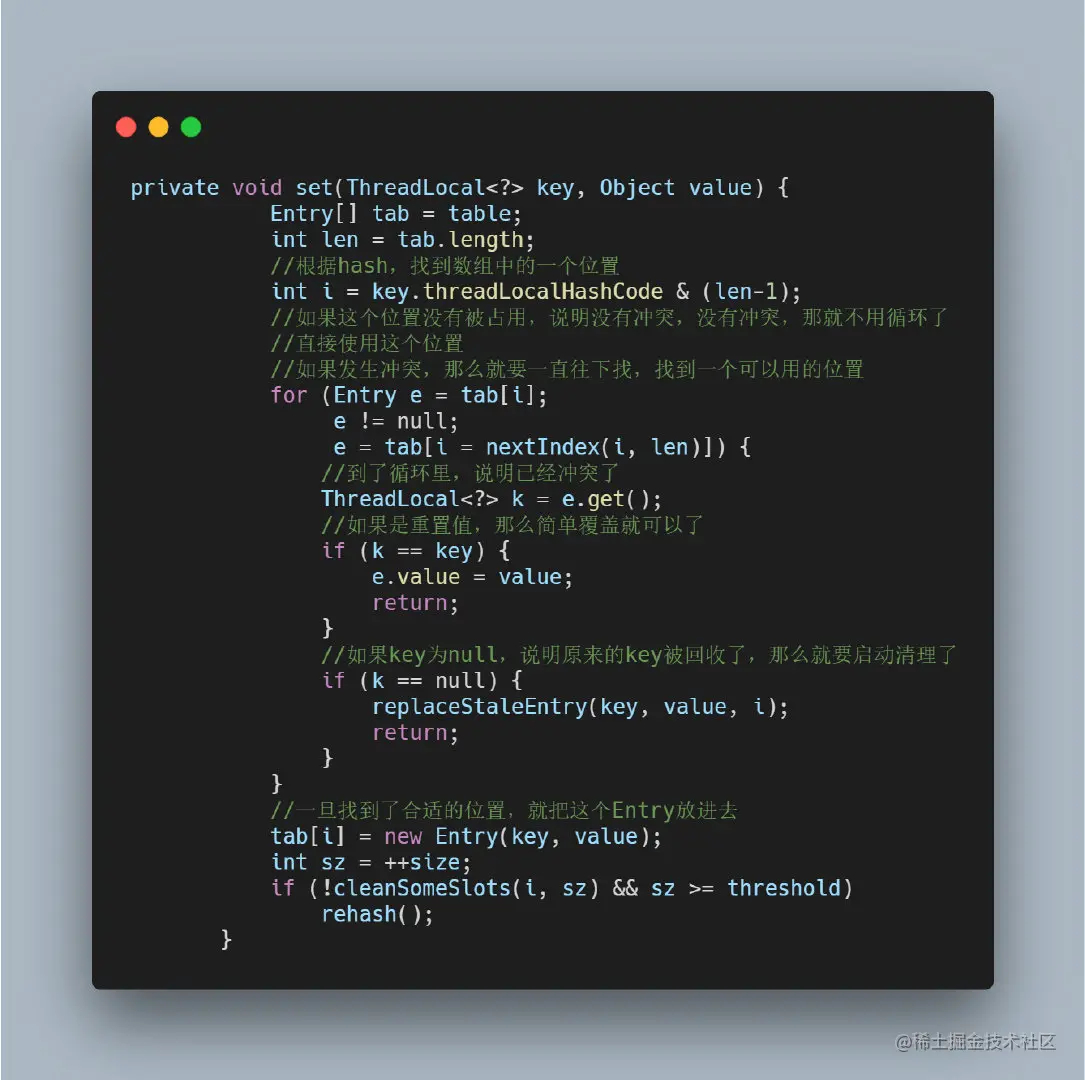 private void set(ThreadLocal<?> key, Object value) {
Entry[] tab = table;
int len = tab.length;
//根据hash，找到数组中的一个位置
int i = key.threadLocalHashCode & (len-1);
//如果这个位置没有被占用，说明没有冲突，没有冲突，那就不用循环了
//直接使用这个位置
//如果发生冲突，那么就要一直往下找，找到一个可以用的位置
for (Entry e = tab[i];
e != null;
e = tab[i = nextIndex(i, len)]) {
//到了循环里，说明已经冲突了
ThreadLocal<?> k = e.get();
//如果是重置值，那么简单覆盖就可以了
if (k == key) {
e.value = value;
return;
}
//如果key为null，说明原来的key被回收了，那么就要启动清理了
if (k == null) {
replaceStaleEntry(key, value, i);
return;
}
}
//一旦找到了合适的位置，就把这个Entry放进去
tab[i] = new Entry(key, value);
int sz = ++size;
if (!cleanSomeSlots(i, sz) && sz >= threshold)
rehash();
}
@稀土掘金技术社区